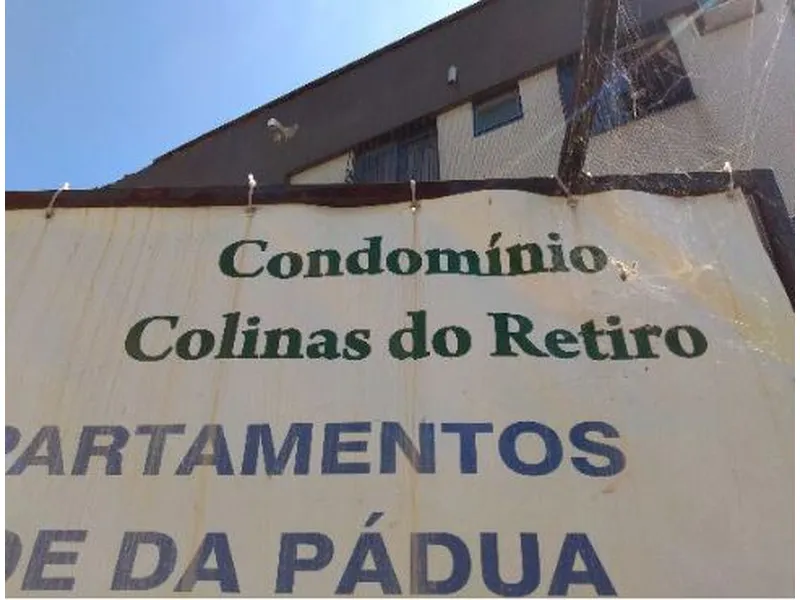 Condomínio
Colinas do Retiro
PARTAMENTOS
DE DA PÁDUA